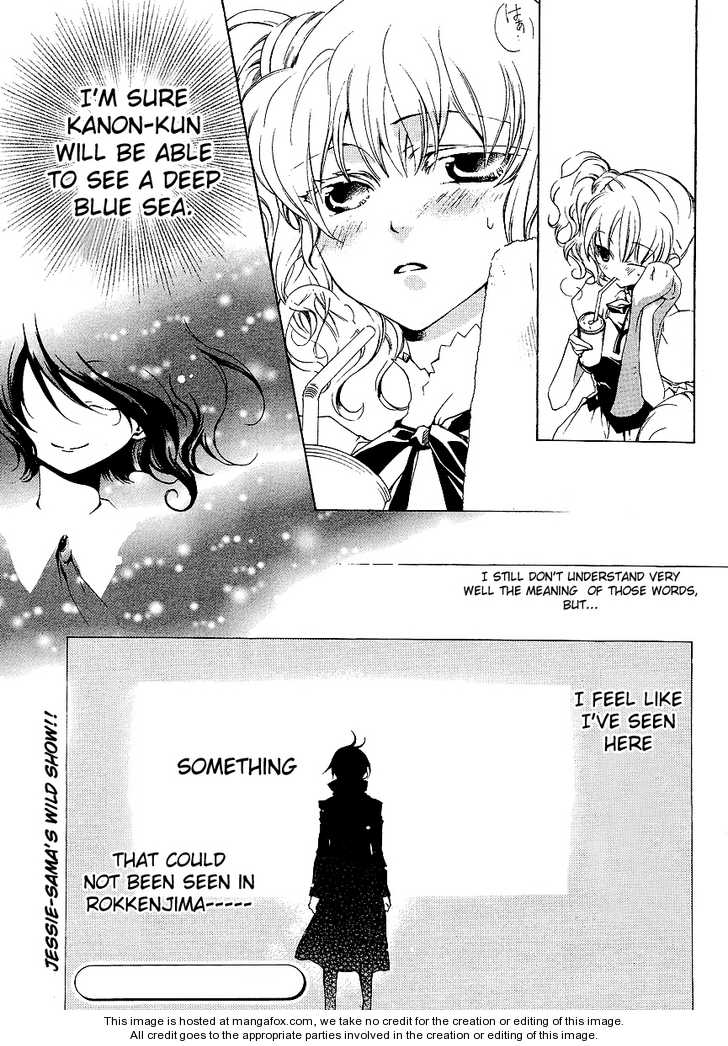 はぁ…
I'M SURE
KANON-KUN
WILL BE ABLE
TO SEE A DEEP
BLUE SEA.
I STILL DON'T UNDERSTAND VERY
WELL THE MEANING OF THOSE WORDS,
BUT...
I FEEL LIKE
I'VE SEEN
HERE
SOMETHING
THAT COULD
NOT BEEN SEEN IN
ROKKENJIMA-----
JESSIE-SAMA'S WILD SHOW!!
This image is hosted at mangafox.com, we take no credit for the creation or editing of this image.
All credit goes to the appropriate parties involved in the creation or editing of this image.